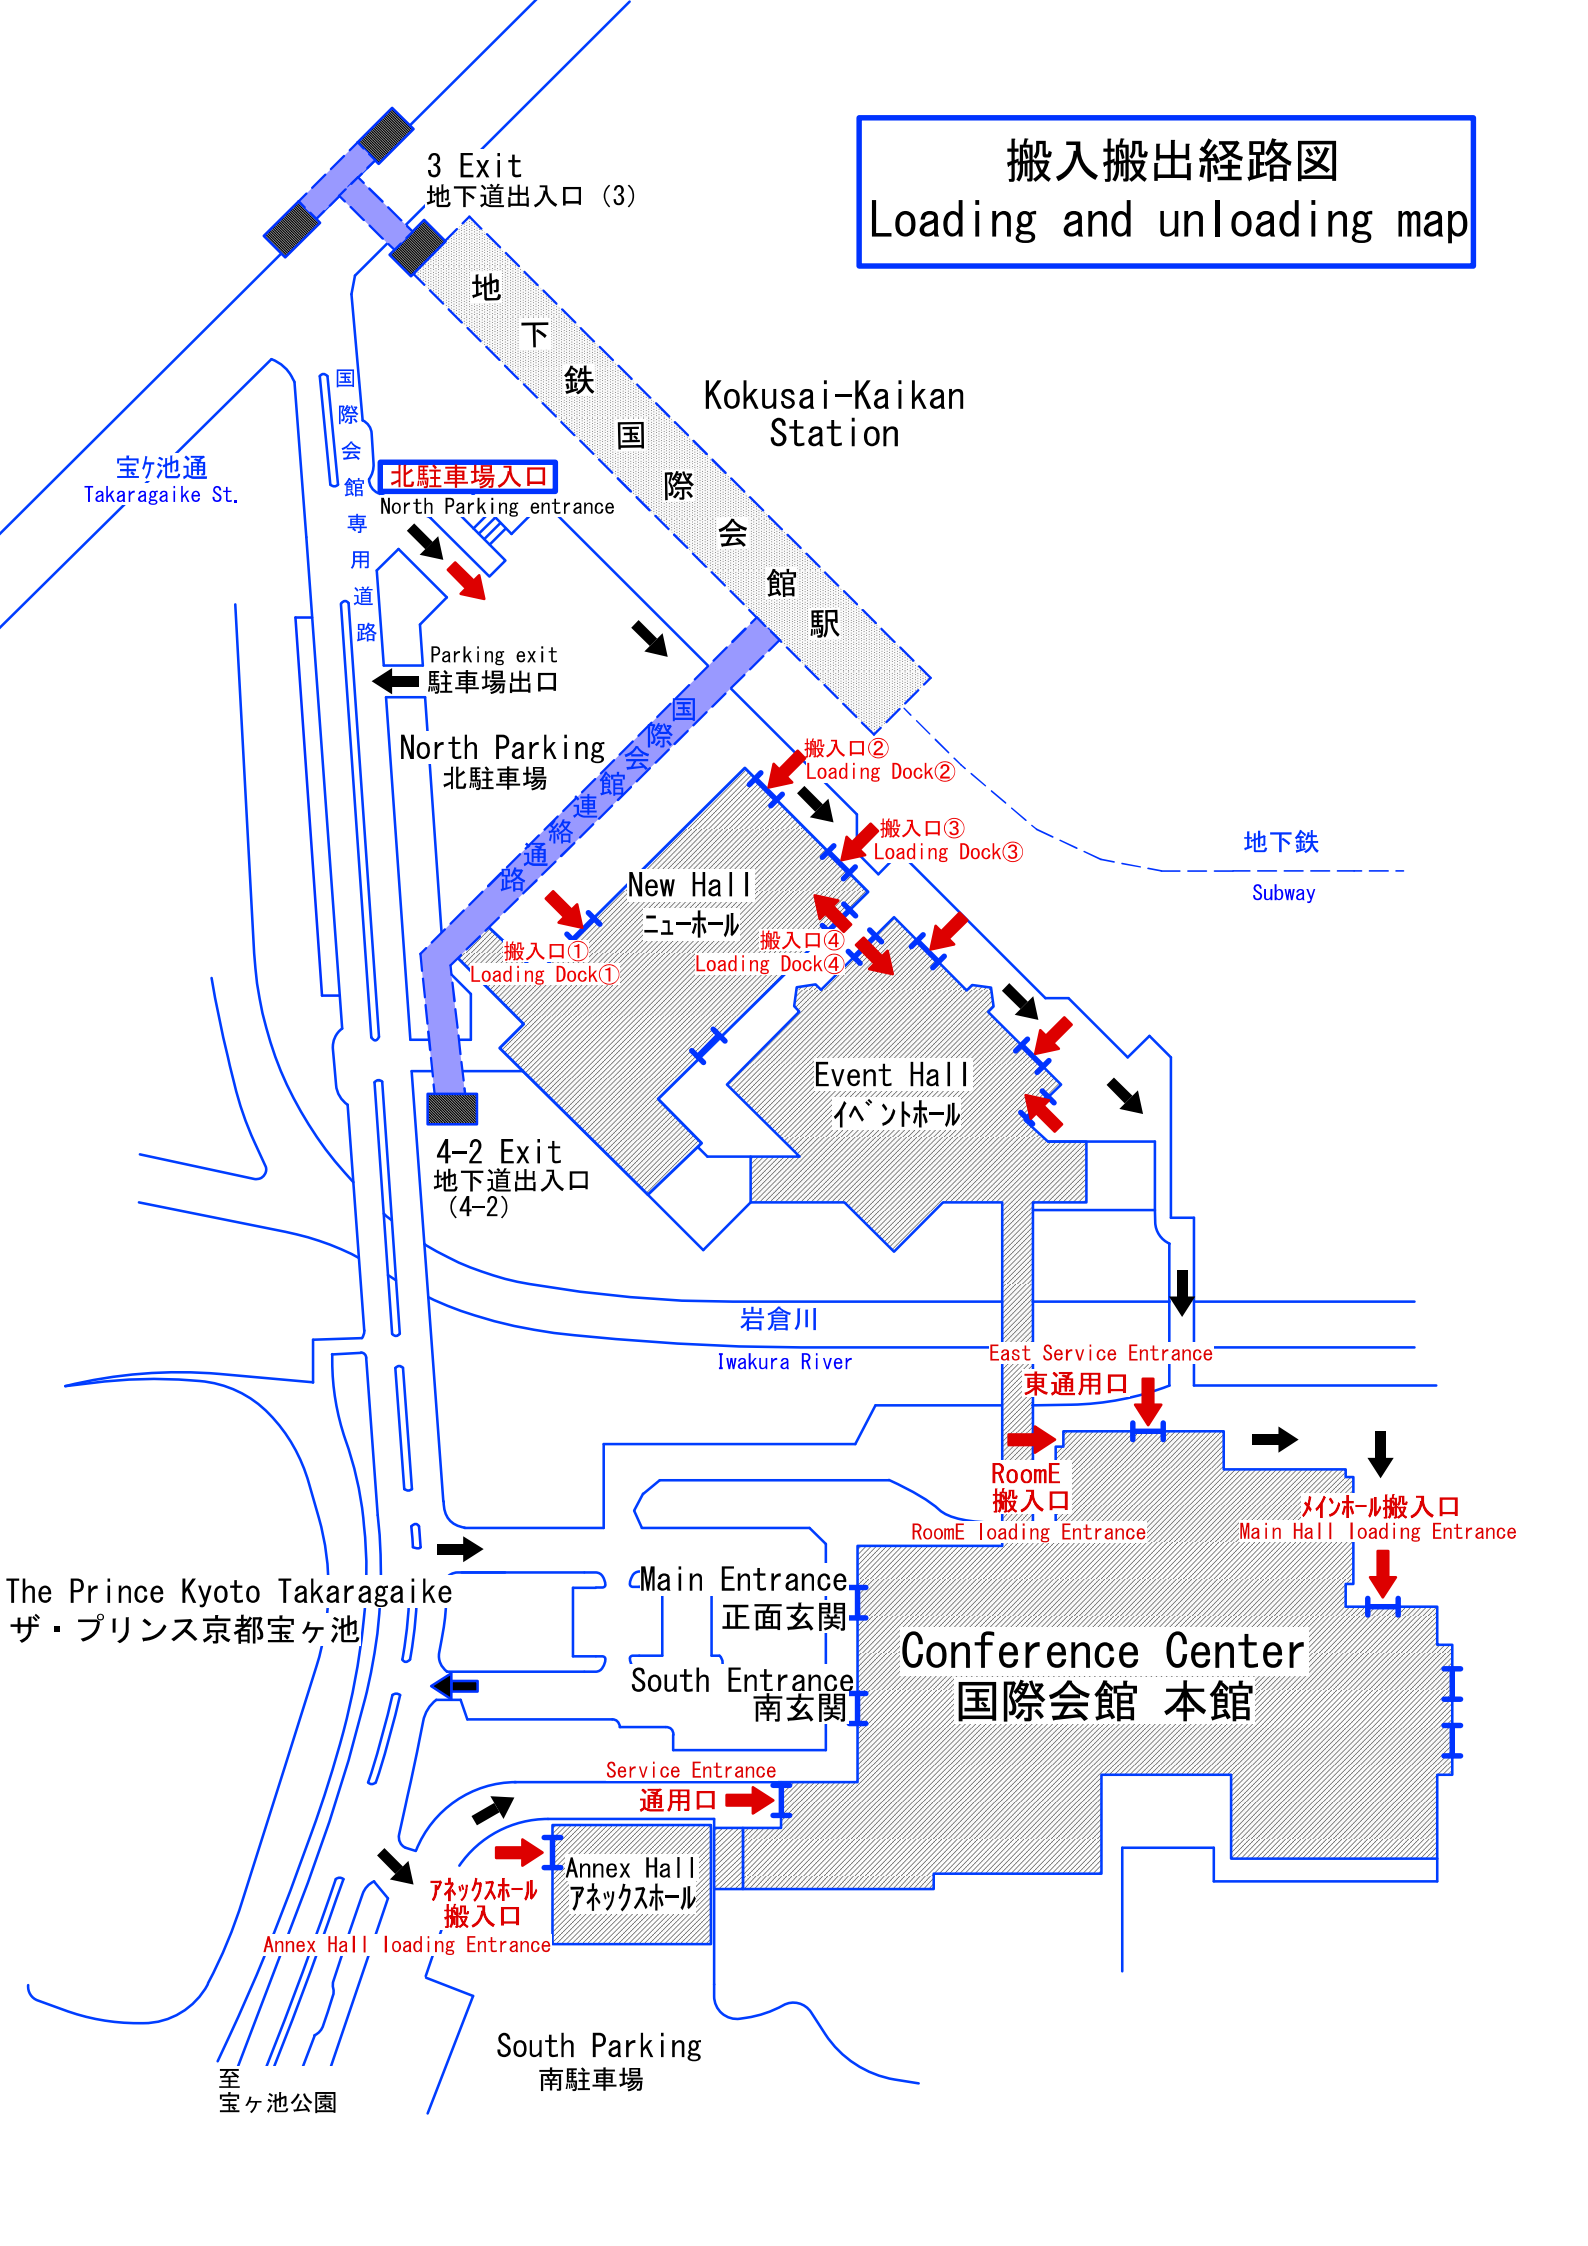 搬入搬出経路図
Loading and unloading map
3 Exit
地下道出入口（3）
地下鉄国際会館駅
Kokusai-Kaikan
Station
宝ｹ池通
Takaragaike St.
国際会館専用道路
北駐車場入口
North Parking entrance
Parking exit
駐車場出口
North Parking
北駐車場
国際会館連絡通路
搬入口②
Loading Dock②
搬入口③
Loading Dock③
地下鉄
Subway
New Hall
ニューホール
搬入口①
Loading Dock①
搬入口④
Loading Dock④
Event Hall
イベントホール
4-2 Exit
地下道出入口
（4-2）
岩倉川
Iwakura River
East Service Entrance
東通用口
RoomE
搬入口
RoomE loading Entrance
メインホール搬入口
Main Hall loading Entrance
The Prince Kyoto Takaragaike
ザ・プリンス京都宝ヶ池
Main Entrance
正面玄関
South Entrance
南玄関
Conference Center
国際会館 本館
Service Entrance
通用口
Annex Hall
アネックスホール
アネックスホール
搬入口
Annex Hall loading Entrance
South Parking
南駐車場
至
宝ヶ池公園